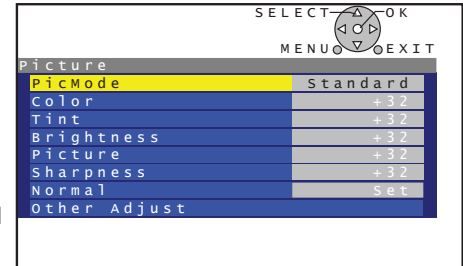 SELECT OK
MENU EXIT
Picture
PicMode Standard
Color +32
Tint +32
Brightness +32
Picture +32
Sharpness +32
Normal Set
Other Adjust